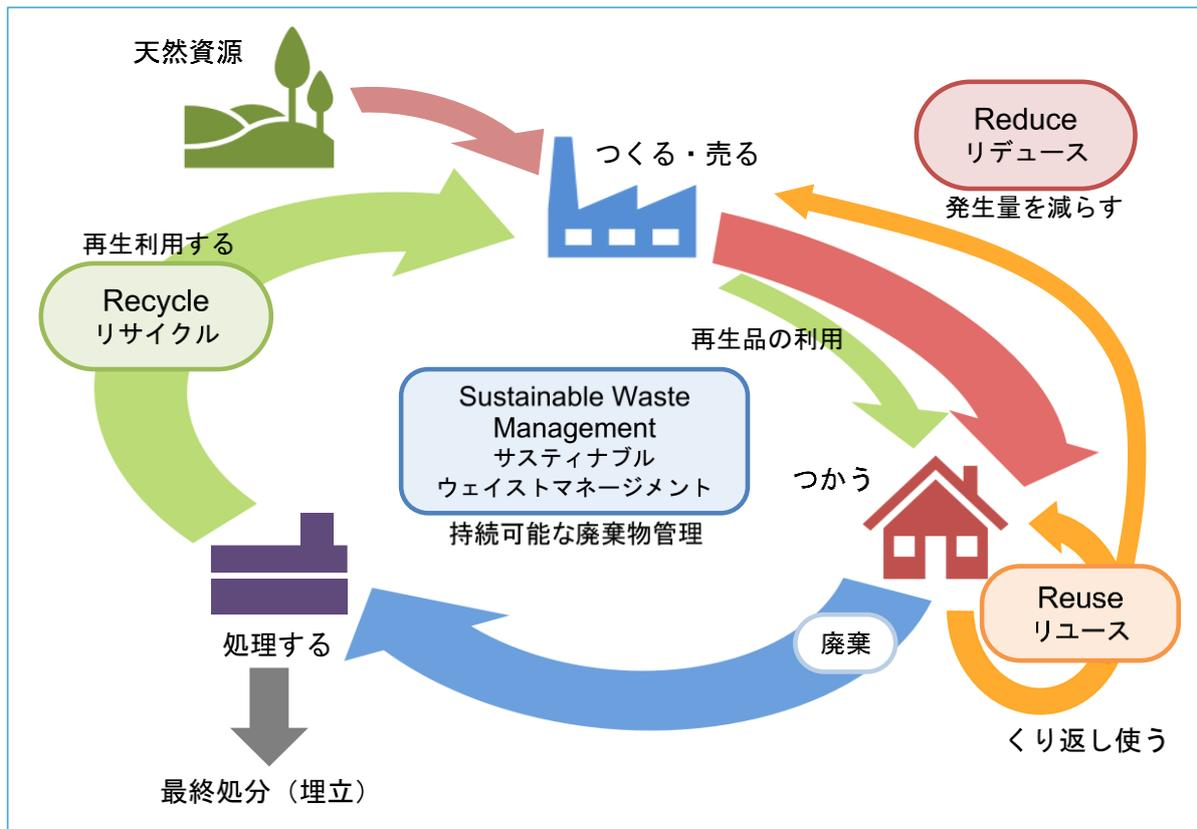 天然資源
つくる・売る
Reduce
リデュース
発生量を減らす
再生利用する
Recycle
リサイクル
再生品の利用
Sustainable Waste
Management
サスティナブル
ウェイストマネージメント
持続可能な廃棄物管理
つかう
Reuse
リユース
廃棄
処理する
くり返し使う
最終処分（埋立）